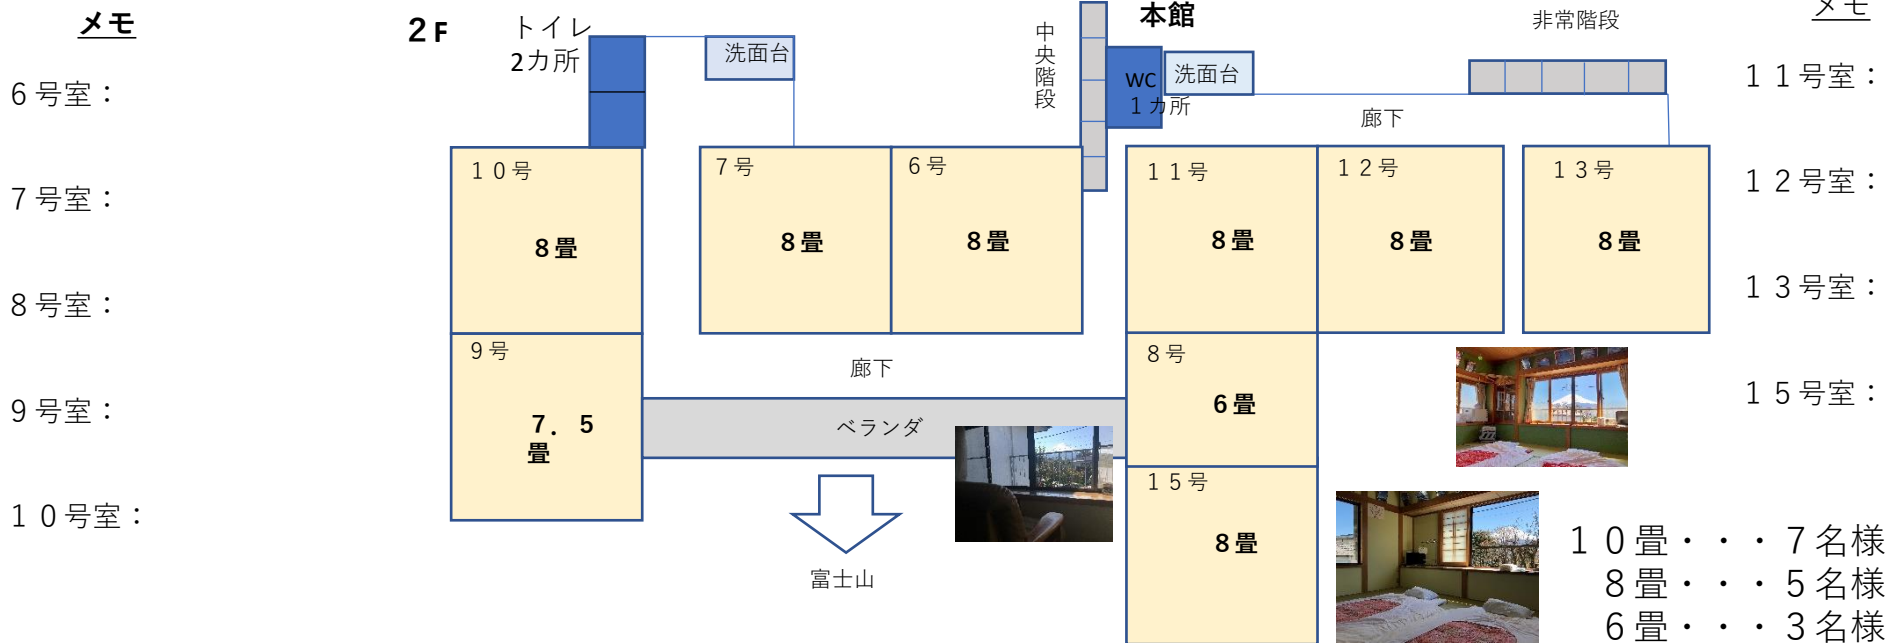 メモ
6号室：
7号室：
8号室：
9号室：
１０号室：
２F
トイレ
2カ所
洗面台
中央階段
本館
WC
１カ所
洗面台
廊下
非常階段
１０号
8畳
7号
8畳
6号
8畳
１１号
8畳
１２号
8畳
１３号
8畳
9号
7．5
畳
廊下
ベランダ
富士山
8号
6畳
１５号
8畳
メモ
１１号室：
１２号室：
１３号室：
１５号室：
１０畳・・・７名様
8畳・・・５名様
6畳・・・３名様